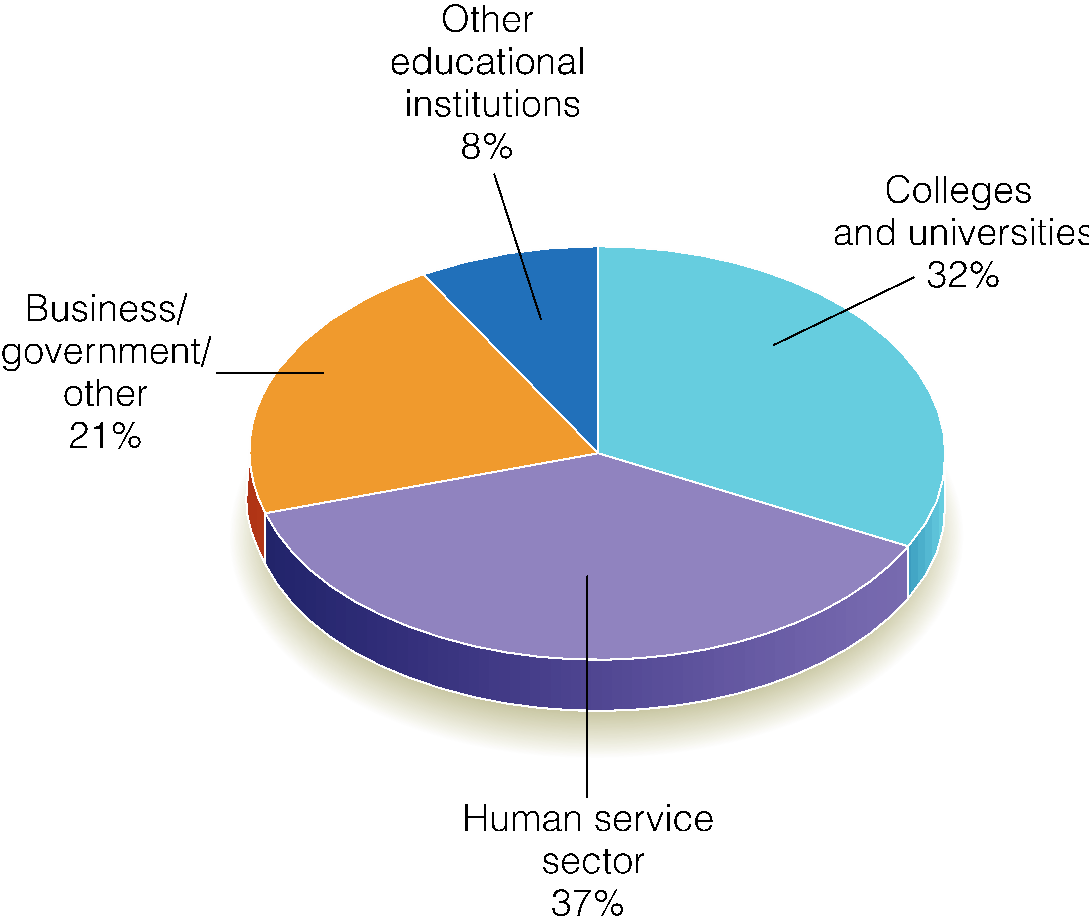 Other
educational
institutions
8%
Colleges
and universities
32%
Business/
government/
other
21%
Human service
sector
37%